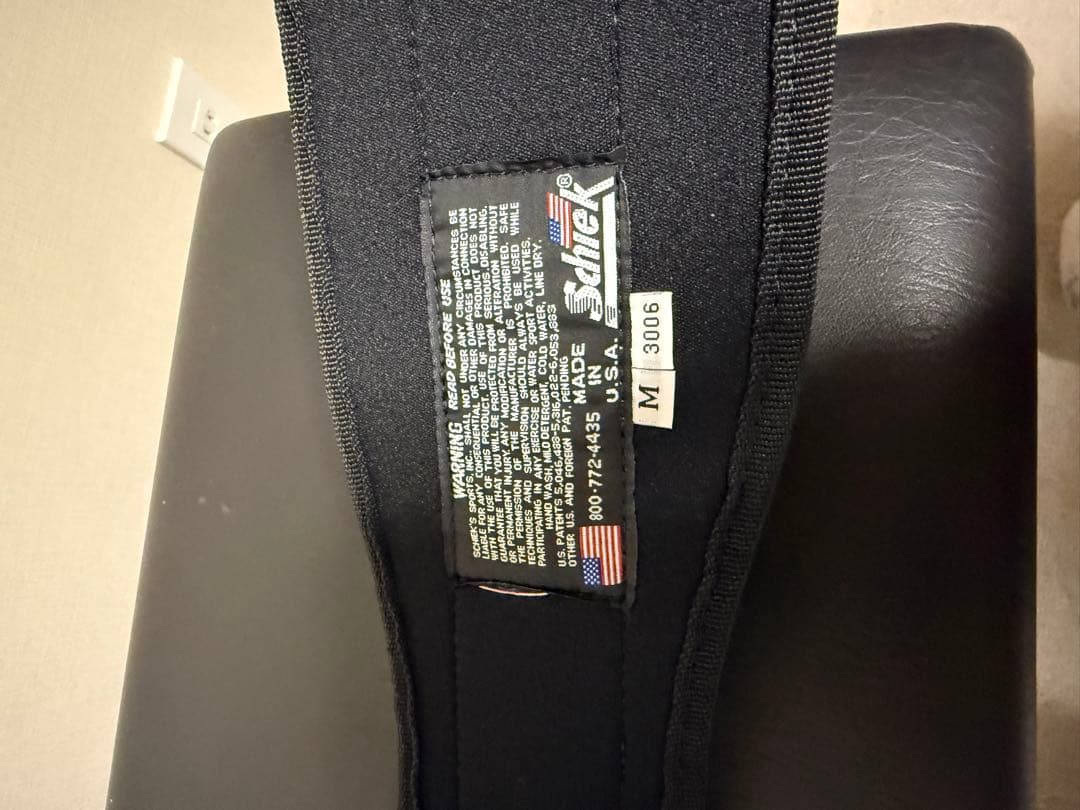 WARNING READ BEFORE USE
SCHIEK'S SPORTS, INC., SHALL NOT UNDER ANY CIRCUMSTANCES BE
LIABLE FOR ANY CONSEQUENTIAL OR OTHER DAMAGES IN CONNECTION
WITH THE USE OF THIS PRODUCT. USE OF THIS PRODUCT DOES NOT
GUARANTEE THAT YOU WILL BE PROTECTED FROM SERIOUS, DISABLING,
OR PERMANENT INJURY. ANY MODIFICATION OR ALTERATION WITHOUT
THE PERMISSION OF THE MANUFACTURER IS PROHIBITED. SAFE
TECHNIQUES AND SUPERVISION SHOULD ALWAYS BE USED WHILE
PARTICIPATING IN ANY EXERCISE OR WATER SPORT ACTIVITIES.
HAND WASH, MILD DETERGENT, COLD WATER, LINE DRY.
U.S. PATENTS 5,046,488-5,316,022-6,053,883
OTHER U.S. AND FOREIGN PAT. PENDING
800-772-4435
MADE
IN
U.S.A.
Schiek®
M
3006